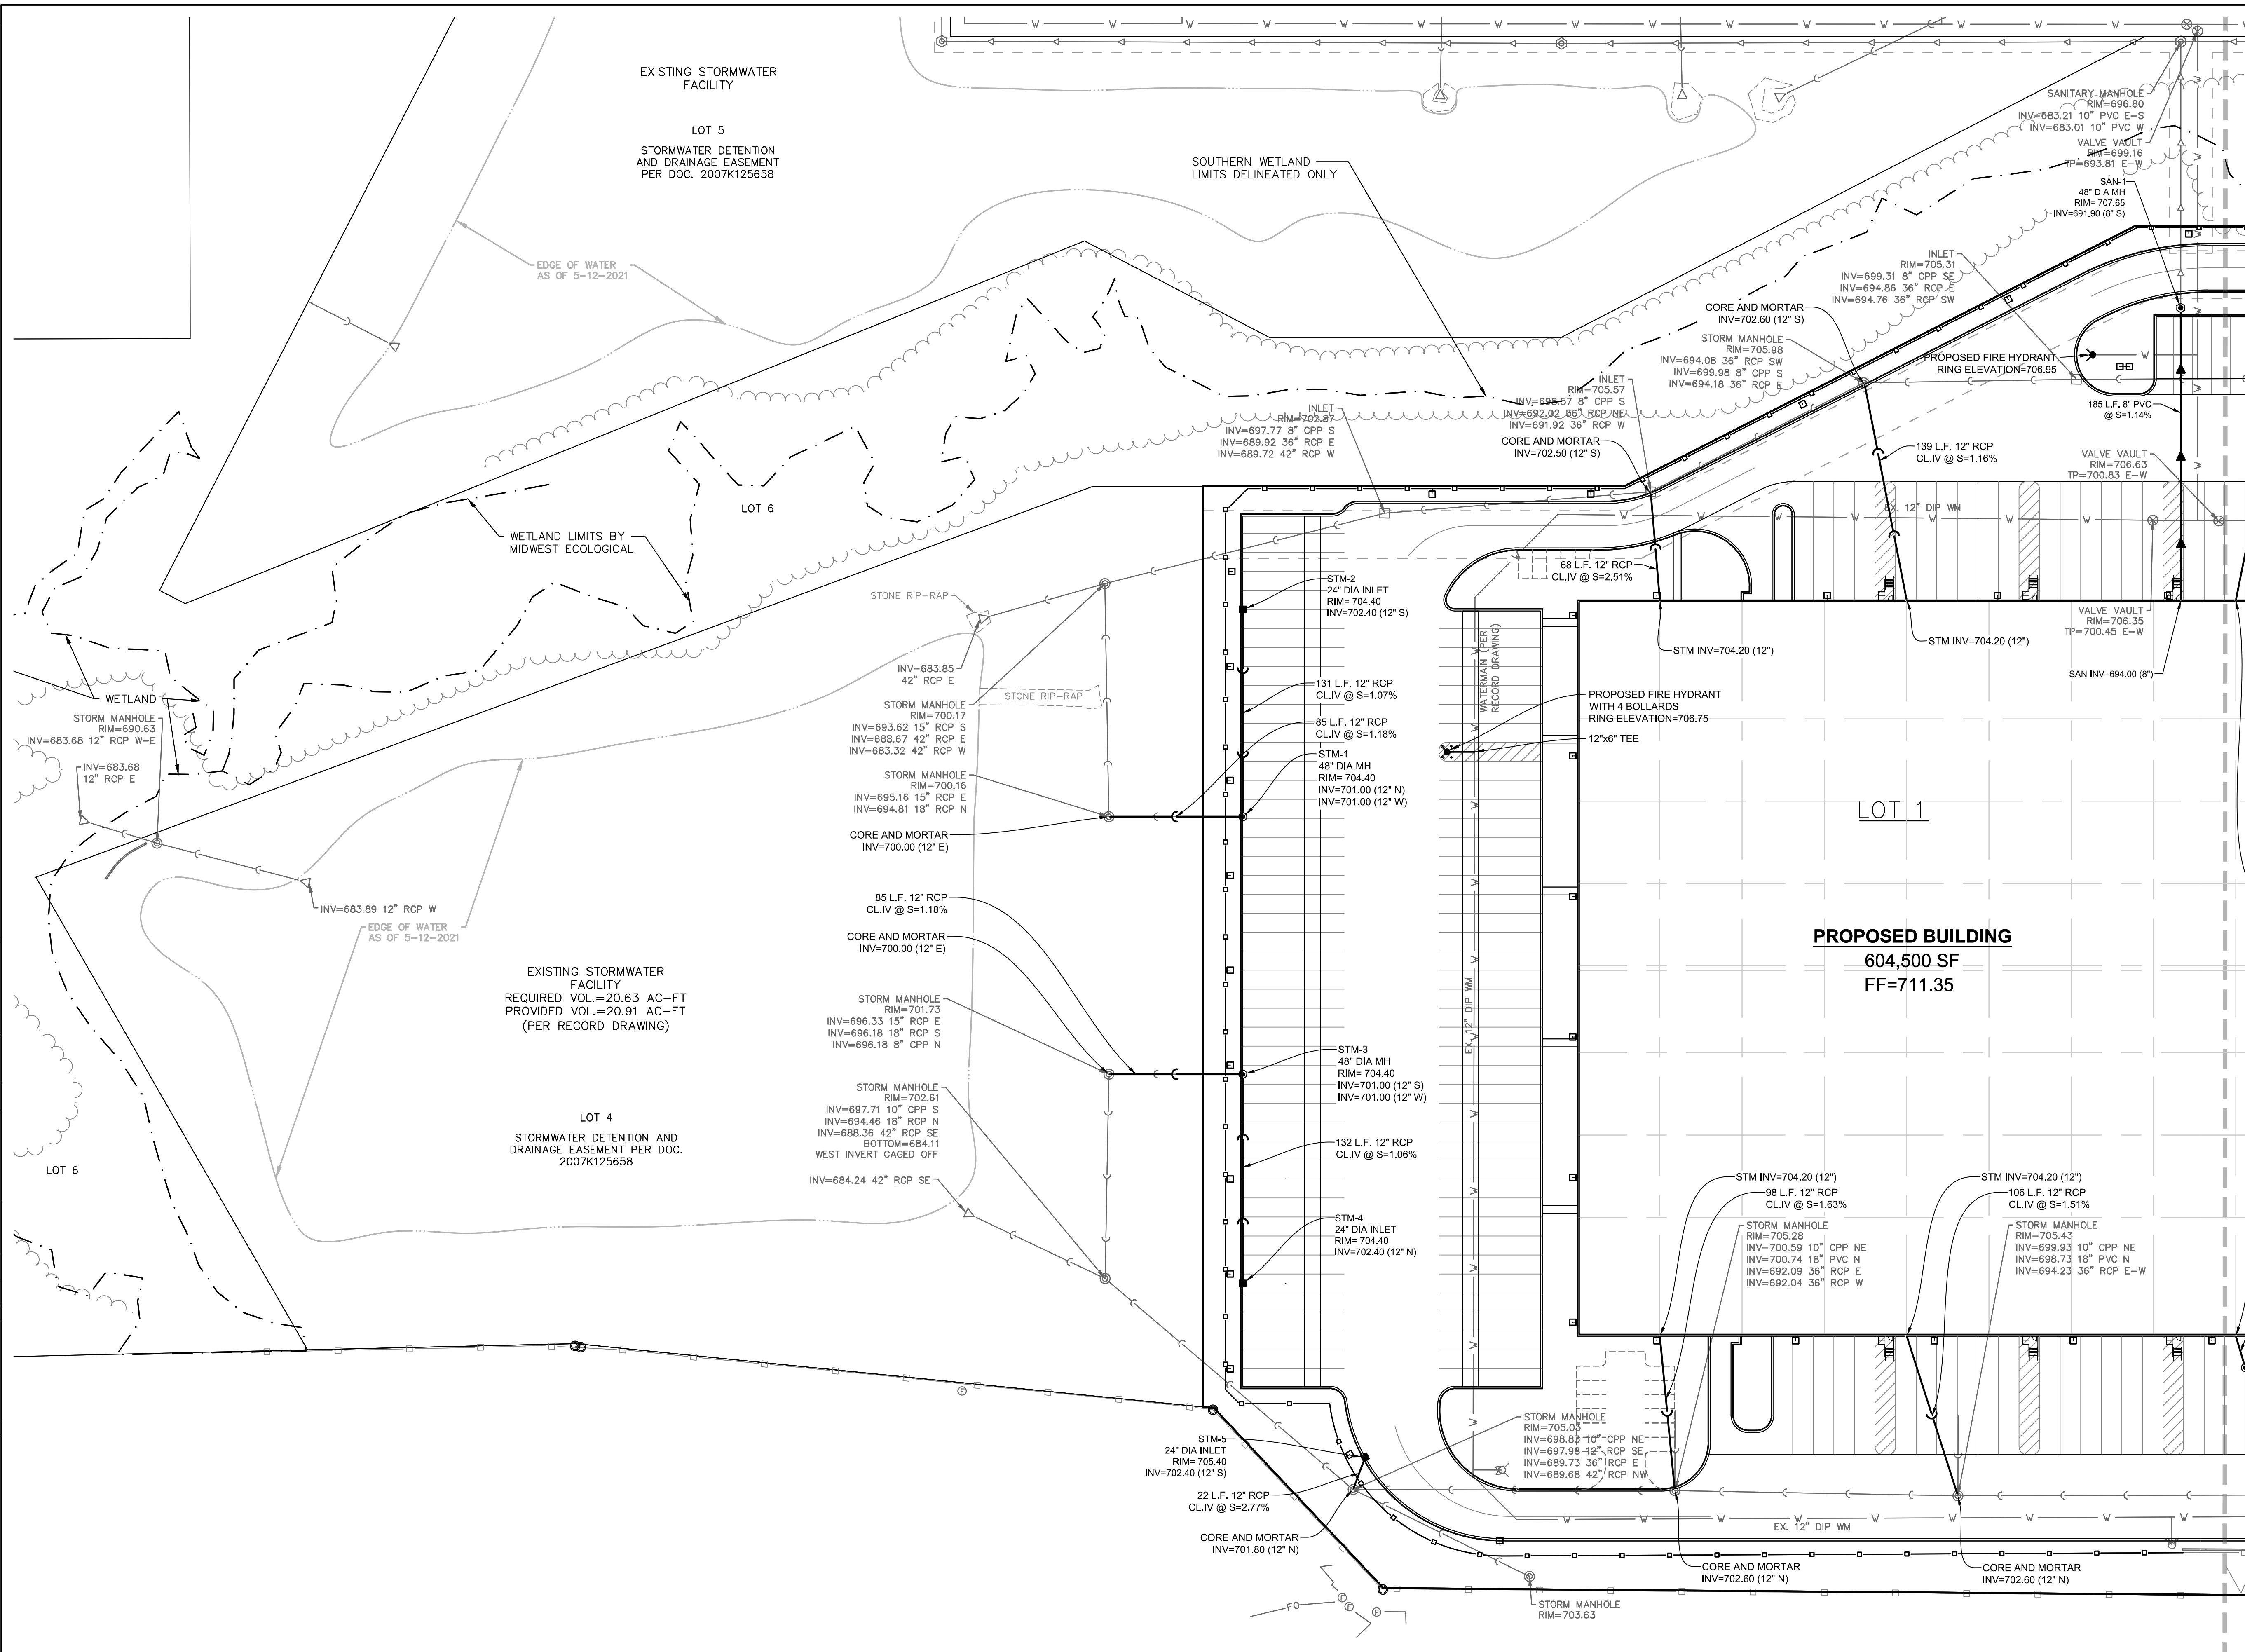 EXISTING STORMWATER
FACILITY
LOT 5
STORMWATER DETENTION
AND DRAINAGE EASEMENT
PER DOC. 2007K125658
SOUTHERN WETLAND
LIMITS DELINEATED ONLY
EDGE OF WATER
AS OF 5-12-2021
SANITARY MANHOLE
RIM=696.80
INV=683.21 10" PVC E-S
INV=683.01 10" PVC W
VALVE VAULT
RIM=699.16
TP=693.81 E-W
SAN-1
48" DIA MH
RIM= 707.65
INV=691.90 (8" S)
INLET
RIM=705.31
INV=699.31 8" CPP SE
INV=694.86 36" RCP E
INV=694.76 36" RCP SW
CORE AND MORTAR
INV=702.60 (12" S)
STORM MANHOLE
RIM=705.98
INV=694.08 36" RCP SW
INV=699.98 8" CPP S
INV=694.18 36" RCP E
PROPOSED FIRE HYDRANT
RING ELEVATION=706.95
INLET
RIM=705.57
INV=698.57 8" CPP S
INV=692.02 36" RCP NE
INV=691.92 36" RCP W
CORE AND MORTAR
INV=702.50 (12" S)
INLET
RIM=702.87
INV=697.77 8" CPP S
INV=689.92 36" RCP E
INV=689.72 42" RCP W
185 L.F. 8" PVC
@ S=1.14%
139 L.F. 12" RCP
CL.IV @ S=1.16%
VALVE VAULT
RIM=706.63
TP=700.83 E-W
EX. 12" DIP WM
LOT 6
WETLAND LIMITS BY
MIDWEST ECOLOGICAL
68 L.F. 12" RCP
CL.IV @ S=2.51%
STM-2
24" DIA INLET
RIM= 704.40
INV=702.40 (12" S)
STONE RIP-RAP
VALVE VAULT
RIM=706.35
TP=700.45 E-W
STM INV=704.20 (12")
STM INV=704.20 (12")
SAN INV=694.00 (8")
WATERMAIN (PER
RECORD DRAWING)
INV=683.85
42" RCP E
STONE RIP-RAP
131 L.F. 12" RCP
CL.IV @ S=1.07%
PROPOSED FIRE HYDRANT
WITH 4 BOLLARDS
RING ELEVATION=706.75
12"x6" TEE
WETLAND
STORM MANHOLE
RIM=690.63
INV=683.68 12" RCP W-E
STORM MANHOLE
RIM=700.17
INV=693.62 15" RCP S
INV=688.67 42" RCP E
INV=683.32 42" RCP W
85 L.F. 12" RCP
CL.IV @ S=1.18%
STM-1
48" DIA MH
RIM= 704.40
INV=701.00 (12" N)
INV=701.00 (12" W)
INV=683.68
12" RCP E
STORM MANHOLE
RIM=700.16
INV=695.16 15" RCP E
INV=694.81 18" RCP N
CORE AND MORTAR
INV=700.00 (12" E)
LOT 1
INV=683.89 12" RCP W
EDGE OF WATER
AS OF 5-12-2021
85 L.F. 12" RCP
CL.IV @ S=1.18%
CORE AND MORTAR
INV=700.00 (12" E)
PROPOSED BUILDING
604,500 SF
FF=711.35
EXISTING STORMWATER
FACILITY
REQUIRED VOL.=20.63 AC-FT
PROVIDED VOL.=20.91 AC-FT
(PER RECORD DRAWING)
STORM MANHOLE
RIM=701.73
INV=696.33 15" RCP E
INV=696.18 18" RCP S
INV=696.18 8" CPP N
EX. 12" DIP WM
STM-3
48" DIA MH
RIM= 704.40
INV=701.00 (12" S)
INV=701.00 (12" W)
LOT 4
STORMWATER DETENTION AND
DRAINAGE EASEMENT PER DOC.
2007K125658
STORM MANHOLE
RIM=702.61
INV=697.71 10" CPP S
INV=694.46 18" RCP N
INV=688.36 42" RCP SE
BOTTOM=684.11
WEST INVERT CAGED OFF
INV=684.24 42" RCP SE
132 L.F. 12" RCP
CL.IV @ S=1.06%
LOT 6
STM-4
24" DIA INLET
RIM= 704.40
INV=702.40 (12" N)
STM INV=704.20 (12")
98 L.F. 12" RCP
CL.IV @ S=1.63%
STORM MANHOLE
RIM=705.28
INV=700.59 10" CPP NE
INV=700.74 18" PVC N
INV=692.09 36" RCP E
INV=692.04 36" RCP W
STM INV=704.20 (12")
106 L.F. 12" RCP
CL.IV @ S=1.51%
STORM MANHOLE
RIM=705.43
INV=699.93 10" CPP NE
INV=698.73 18" PVC N
INV=694.23 36" RCP E-W
STM-5
24" DIA INLET
RIM= 705.40
INV=702.40 (12" S)
22 L.F. 12" RCP
CL.IV @ S=2.77%
CORE AND MORTAR
INV=701.80 (12" N)
STORM MANHOLE
RIM=705.03
INV=698.83 10" CPP NE
INV=697.98 12" RCP SE
INV=689.73 36" RCP E
INV=689.68 42" RCP NW
EX. 12" DIP WM
CORE AND MORTAR
INV=702.60 (12" N)
CORE AND MORTAR
INV=702.60 (12" N)
STORM MANHOLE
RIM=703.63
FO